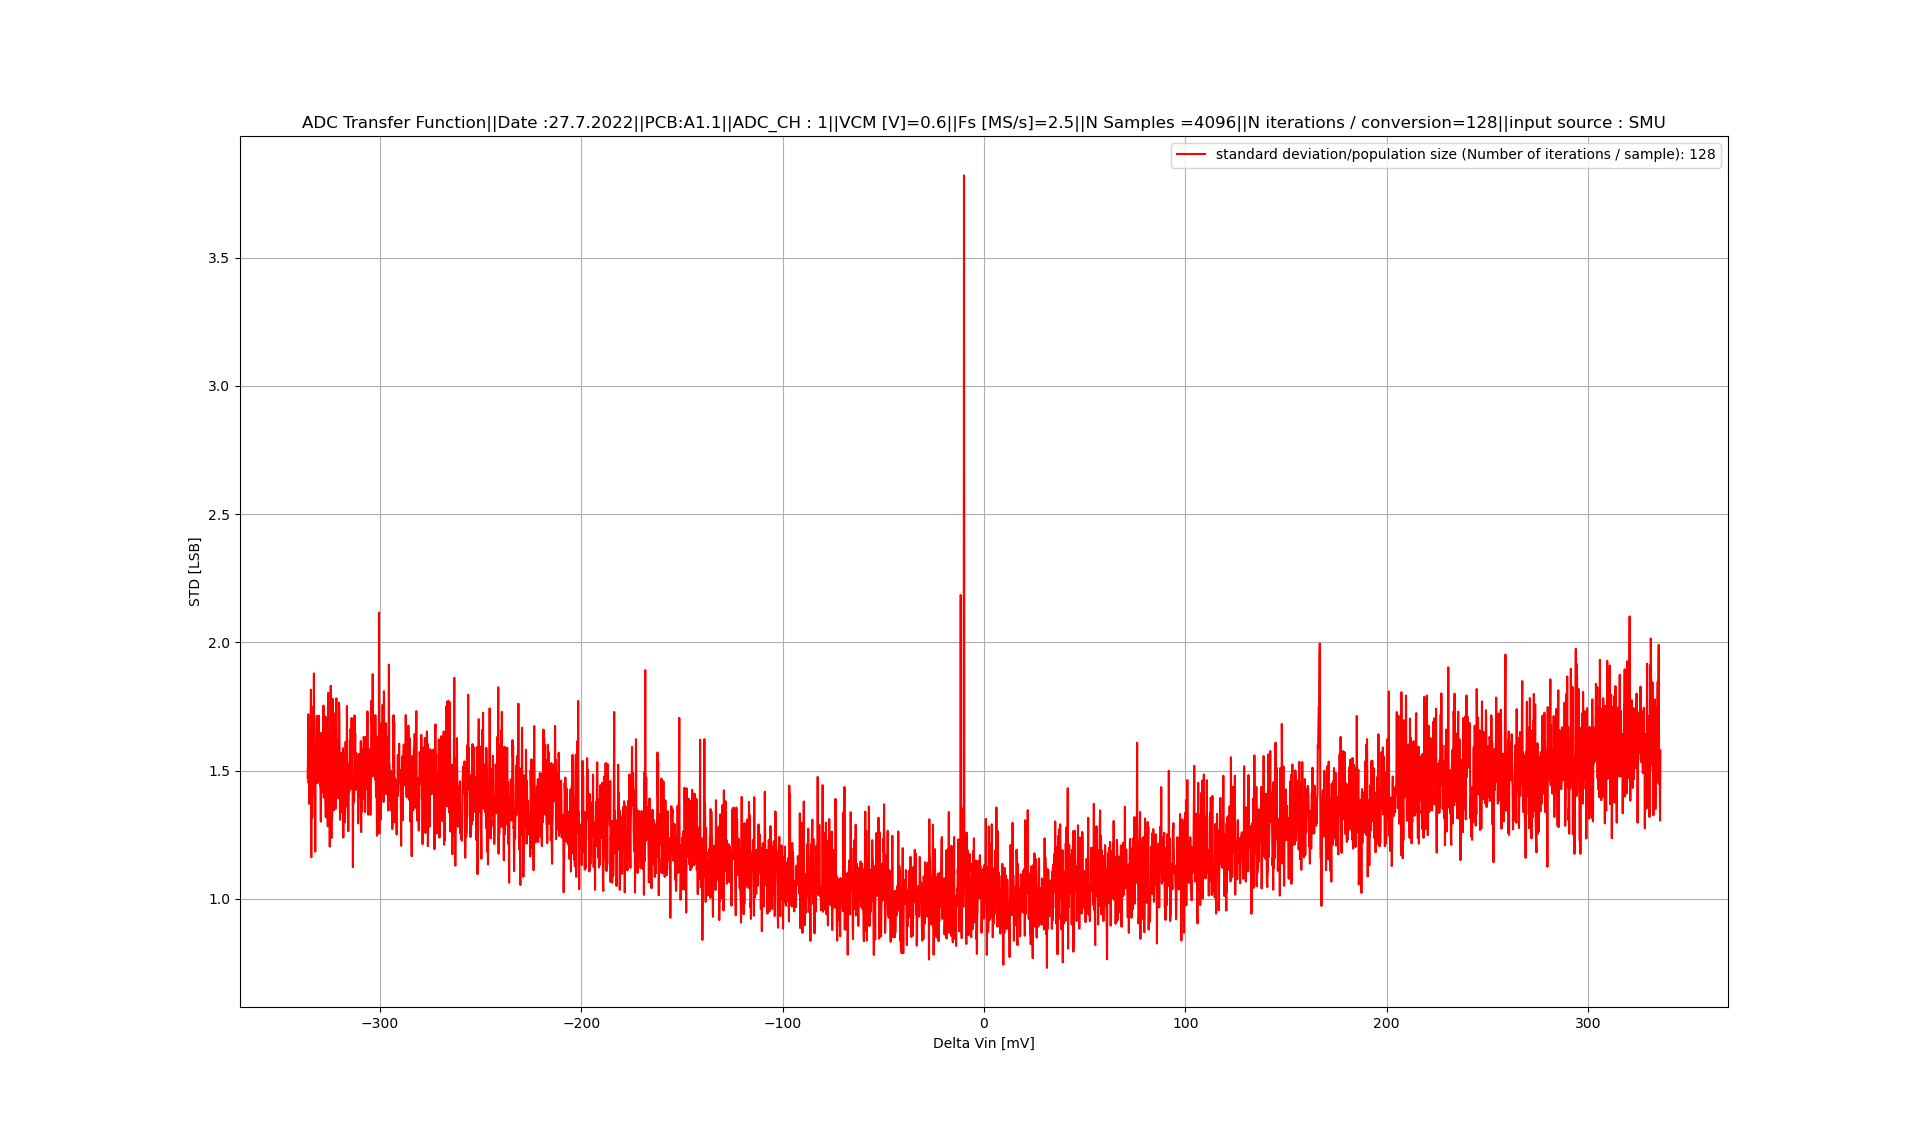 ADC Transfer Function||Date :27.7.2022||PCB:A1.1||ADC_CH : 1||VCM [V]=0.6||Fs [MS/s]=2.5||N Samples =4096||N iterations / conversion=128||input source : SMU
standard deviation/population size (Number of iterations / sample): 128
3.5
3.0
2.5
2.0
1.5
1.0
STD [LSB]
−300 −200 −100 0 100 200 300
Delta Vin [mV]